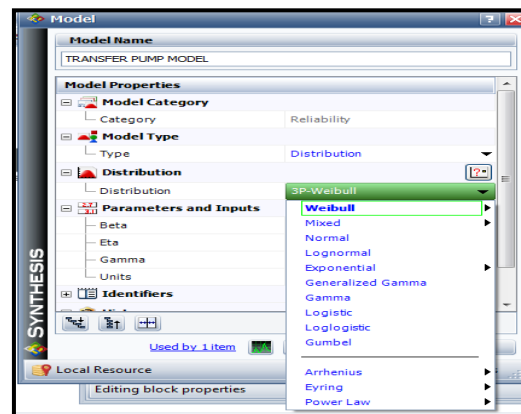 Model
Model Name
TRANSFER PUMP MODEL
Model Properties
Model Category
Category Reliability
Model Type
Type Distribution
Distribution
Distribution 3P-Weibull
Parameters and Inputs
Beta
Eta
Gamma
Units
Identifiers
Weibull
Mixed
Normal
Lognormal
Exponential
Generalized Gamma
Gamma
Logistic
Loglogistic
Gumbel
Arrhenius
Eyring
Power Law
SYNTHESIS
Used by 1 item
Local Resource
Editing block properties